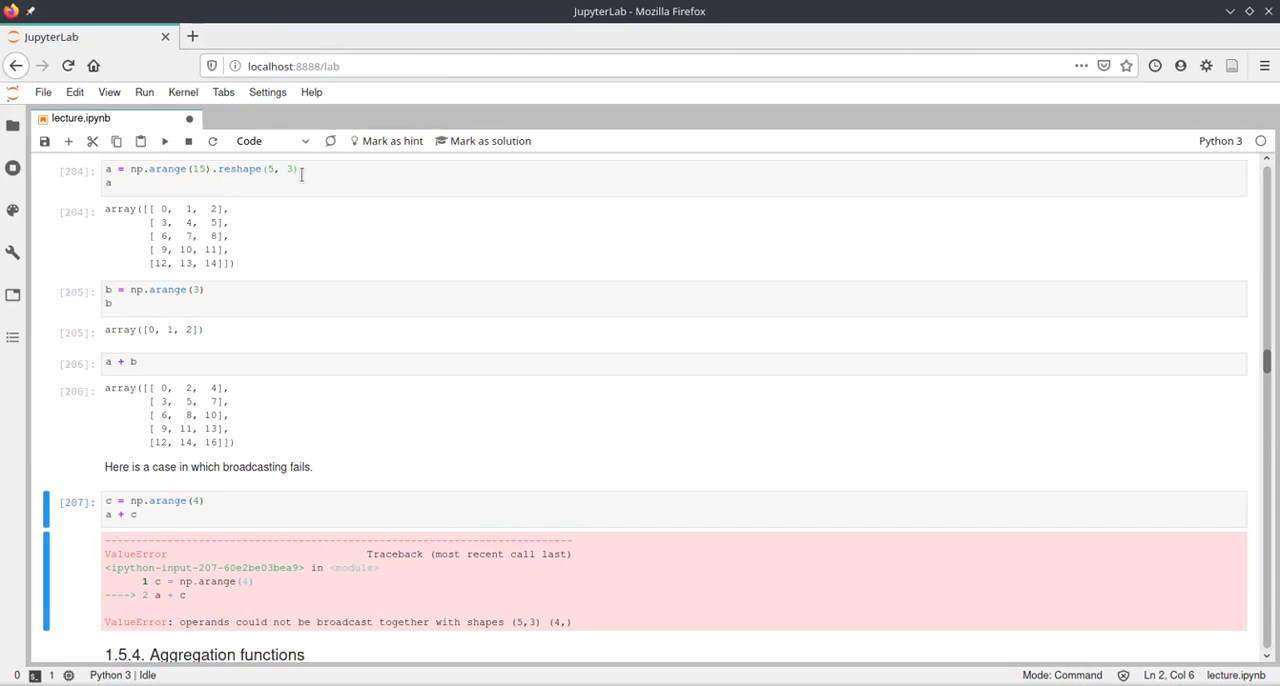 JupyterLab - Mozilla Firefox
JupyterLab
localhost:8888/lab
File Edit View Run Kernel Tabs Settings Help
lecture.ipynb
Code Mark as hint Mark as solution Python 3
[204]: a = np.arange(15).reshape(5, 3)
a
[204]: array([[ 0, 1, 2],
[ 3, 4, 5],
[ 6, 7, 8],
[ 9, 10, 11],
[12, 13, 14]])
[205]: b = np.arange(3)
b
[205]: array([0, 1, 2])
[206]: a + b
[206]: array([[ 0, 2, 4],
[ 3, 5, 7],
[ 6, 8, 10],
[ 9, 11, 13],
[12, 14, 16]])
Here is a case in which broadcasting fails.
[207]: c = np.arange(4)
a + c
---------------------------------------------------------------------------
ValueError Traceback (most recent call last)
<ipython-input-207-60e2be03bea9> in <module>
1 c = np.arange(4)
----> 2 a + c
ValueError: operands could not be broadcast together with shapes (5,3) (4,)
1.5.4. Aggregation functions
0 1 Python 3 | Idle Mode: Command Ln 2, Col 6 lecture.ipynb